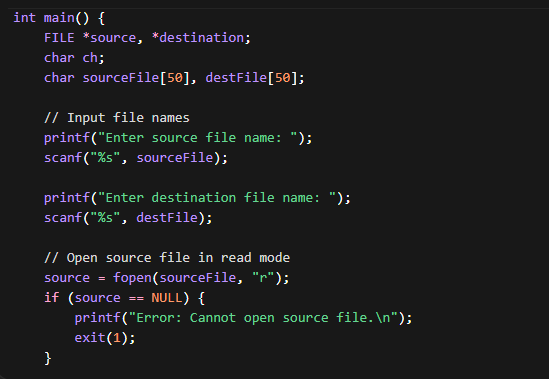 int main() {
    FILE *source, *destination;
    char ch;
    char sourceFile[50], destFile[50];

    // Input file names
    printf("Enter source file name: ");
    scanf("%s", sourceFile);

    printf("Enter destination file name: ");
    scanf("%s", destFile);

    // Open source file in read mode
    source = fopen(sourceFile, "r");
    if (source == NULL) {
        printf("Error: Cannot open source file.\n");
        exit(1);
    }